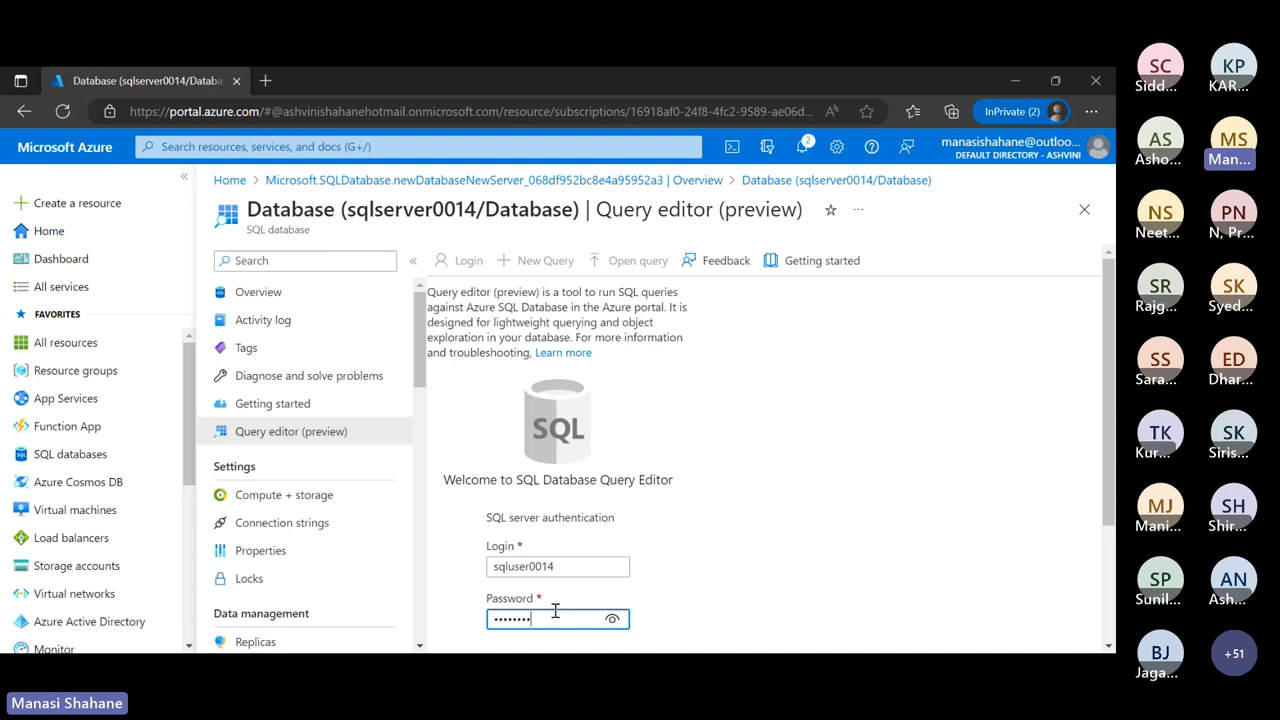 Database (sqlserver0014/Databa
https://portal.azure.com/#@ashvinishahanehotmail.onmicrosoft.com/resource/subscriptions/16918af0-24f8-4fc2-9589-ae06d...
InPrivate (2)
Microsoft Azure
Search resources, services, and docs (G+/)
2
manasishahane@outloo...
DEFAULT DIRECTORY - ASHVINI
Home > Microsoft.SQLDatabase.newDatabaseNewServer_068df952bc8e4a95952a3 | Overview > Database (sqlserver0014/Database)
Database (sqlserver0014/Database) | Query editor (preview)
SQL database
Create a resource
Home
Dashboard
All services
FAVORITES
All resources
Resource groups
App Services
Function App
SQL databases
Azure Cosmos DB
Virtual machines
Load balancers
Storage accounts
Virtual networks
Azure Active Directory
Monitor
Search
Overview
Activity log
Tags
Diagnose and solve problems
Getting started
Query editor (preview)
Settings
Compute + storage
Connection strings
Properties
Locks
Data management
Replicas
Login
New Query
Open query
Feedback
Getting started
Query editor (preview) is a tool to run SQL queries
against Azure SQL Database in the Azure portal. It is
designed for lightweight querying and object
exploration in your database. For more information
and troubleshooting, Learn more
SQL
Welcome to SQL Database Query Editor
SQL server authentication
Login *
sqluser0014
Password *
••••••••
SC
Sidd...
KP
KAR...
AS
Asho...
MS
Man...
NS
Neet...
PN
N, Pr...
SR
Rajg...
SK
Syed...
SS
Sara...
ED
Dhar...
TK
Kur...
SK
Siris...
MJ
Mani...
SH
Shir...
SP
Sunil...
AN
Ash...
BJ
Jaga...
+51
Manasi Shahane